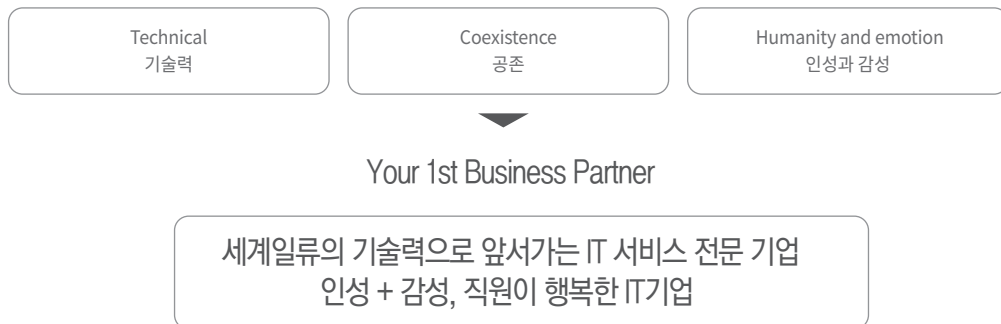 Technical
기술력
Coexistence
공존
Humanity and emotion
인성과 감성
Your 1st Business Partner
세계일류의 기술력으로 앞서가는 IT 서비스 전문 기업
인성 + 감성, 직원이 행복한 IT기업